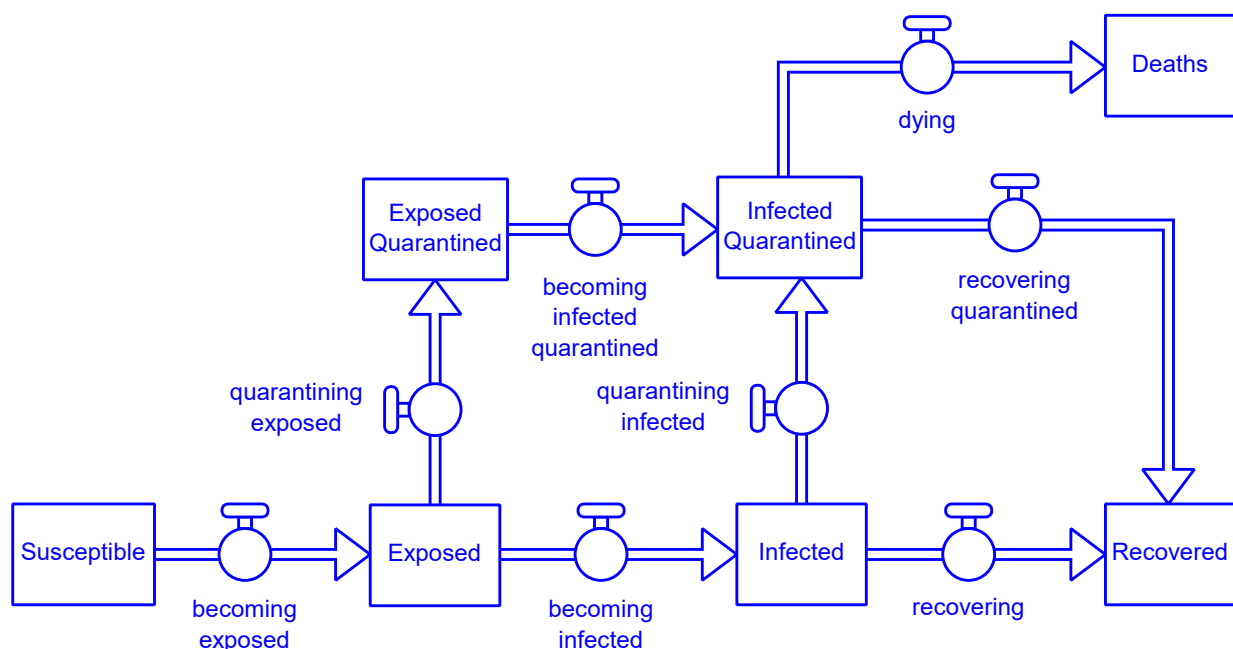 Deaths
dying
Exposed
Quarantined
Infected
Quarantined
becoming
infected
quarantined
recovering
quarantined
quarantining
exposed
quarantining
infected
Susceptible
Exposed
Infected
Recovered
becoming
exposed
becoming
infected
recovering